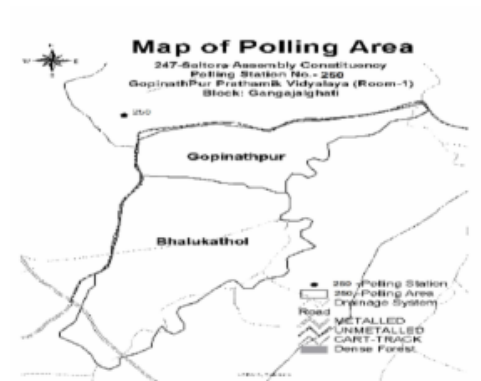 N
W E
S
Map of Polling Area
247-Saltora Assembly Constituency
Polling Station No.- 250
GopinathPur Prathamik Vidyalaya (Room-1)
Block: Gangajalghati
250
Gopinathpur
Bhalukathol
250 -Polling Station
250 -Polling Area
Drainage System
Road
METALLED
UNMETALLED
CART-TRACK
Dense Forest